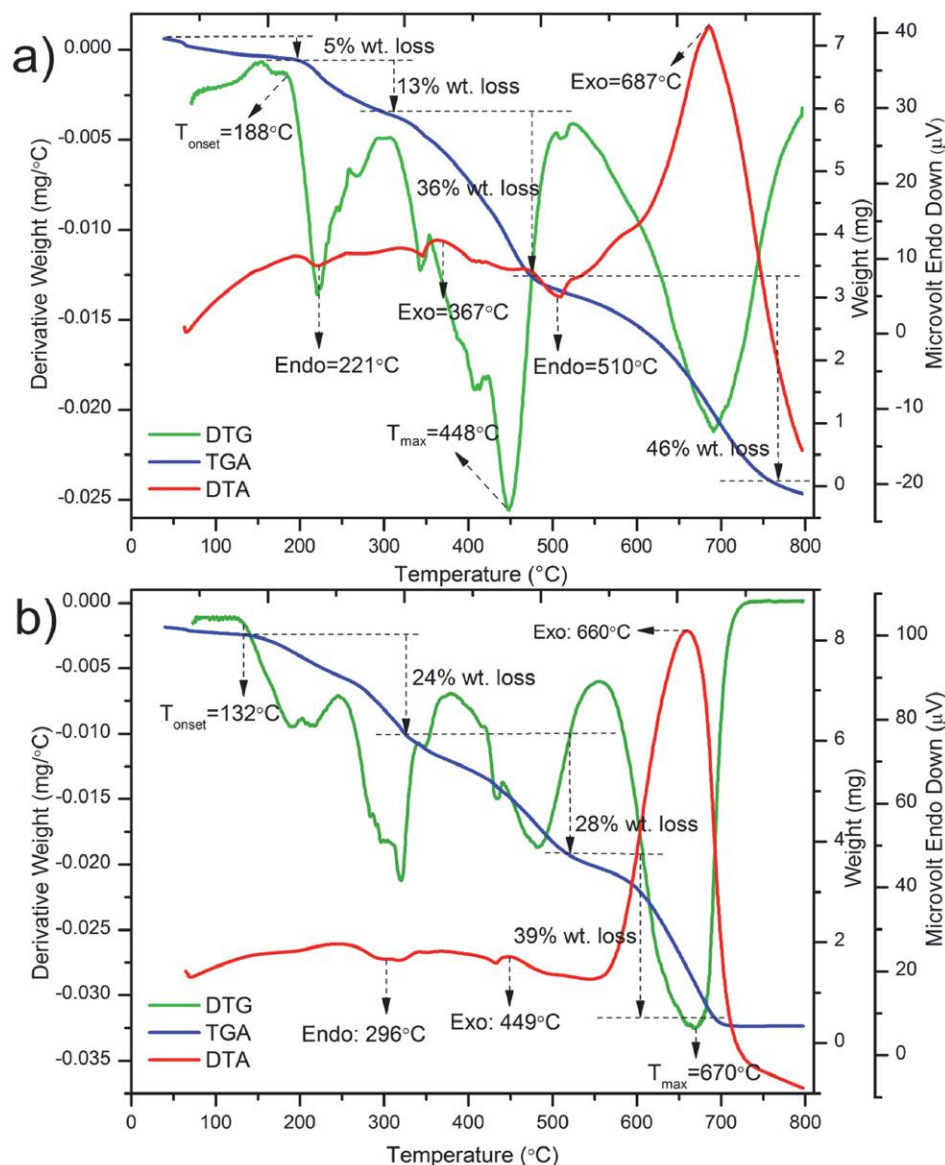 a)
0.000
-0.005
-0.010
-0.015
-0.020
-0.025
Derivative Weight (mg/°C)
5% wt. loss
13% wt. loss
T_onset=188°C
36% wt. loss
Exo=367°C
Endo=221°C
Endo=510°C
T_max=448°C
Exo=687°C
46% wt. loss
DTG
TGA
DTA
7
6
5
4
3
2
1
0
Weight (mg)
40
30
20
10
0
-10
-20
Microvolt Endo Down (µV)
0 100 200 300 400 500 600 700 800
Temperature (°C)
b)
0.000
-0.005
-0.010
-0.015
-0.020
-0.025
-0.030
-0.035
Derivative Weight (mg/°C)
T_onset=132°C
24% wt. loss
Exo: 660°C
28% wt. loss
39% wt. loss
Endo: 296°C
Exo: 449°C
T_max=670°C
DTG
TGA
DTA
8
6
4
2
0
Weight (mg)
100
80
60
40
20
0
Microvolt Endo Down (µV)
0 100 200 300 400 500 600 700 800
Temperature (°C)